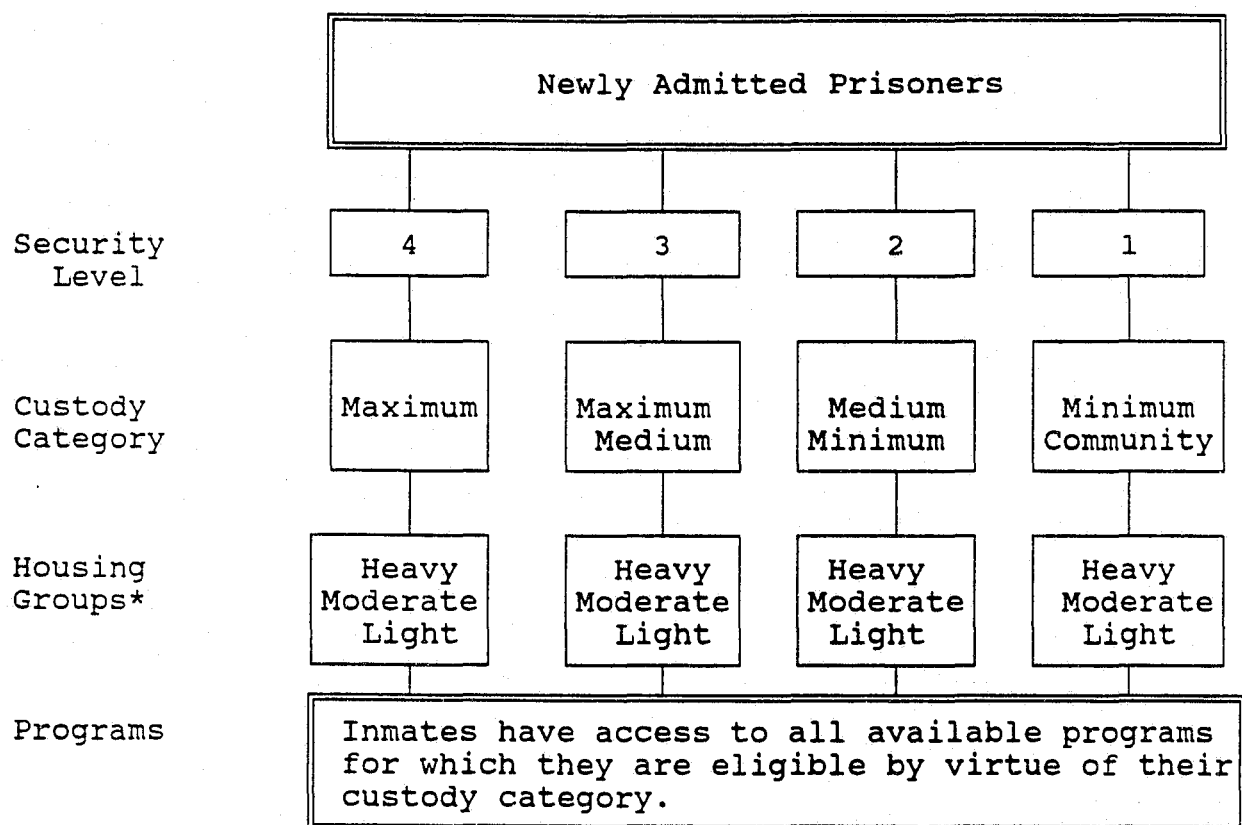 Newly Admitted Prisoners
Security
Level
4
3
2
1
Custody
Category
Maximum
Maximum
Medium
Medium
Minimum
Minimum
Community
Housing
Groups*
Heavy
Moderate
Light
Heavy
Moderate
Light
Heavy
Moderate
Light
Heavy
Moderate
Light
Programs
Inmates have access to all available programs
for which they are eligible by virtue of their
custody category.